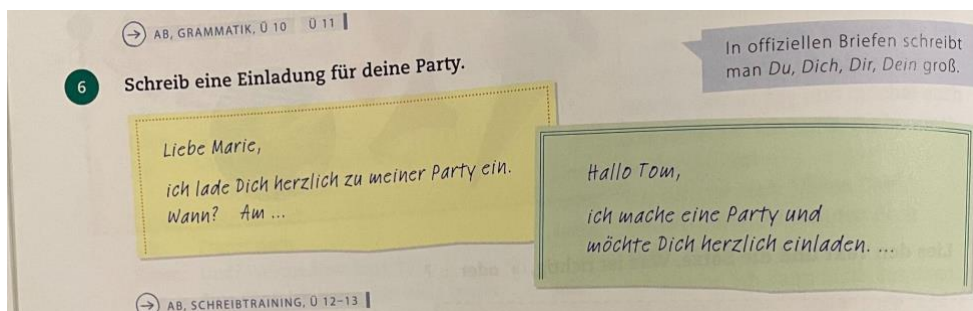 AB, GRAMMATIK, Ü 10 Ü 11
In offiziellen Briefen schreibt
man Du, Dich, Dir, Dein groß.
6 Schreib eine Einladung für deine Party.
Liebe Marie,
ich lade Dich herzlich zu meiner Party ein.
Wann? Am ...
Hallo Tom,
ich mache eine Party und
möchte Dich herzlich einladen. ...
AB, SCHREIBTRAINING, Ü 12–13